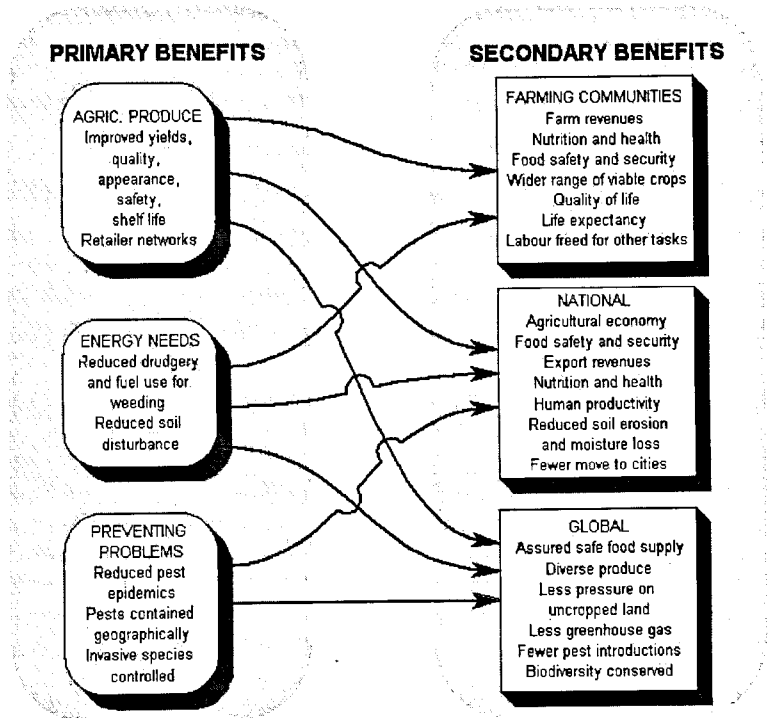 PRIMARY BENEFITS
AGRIC. PRODUCE
Improved yields,
quality,
appearance,
safety,
shelf life
Retailer networks
ENERGY NEEDS
Reduced drudgery
and fuel use for
weeding
Reduced soil
disturbance
PREVENTING
PROBLEMS
Reduced pest
epidemics
Pests contained
geographically
Invasive species
controlled
SECONDARY BENEFITS
FARMING COMMUNITIES
Farm revenues
Nutrition and health
Food safety and security
Wider range of viable crops
Quality of life
Life expectancy
Labour freed for other tasks
NATIONAL
Agricultural economy
Food safety and security
Export revenues
Nutrition and health
Human productivity
Reduced soil erosion
and moisture loss
Fewer move to cities
GLOBAL
Assured safe food supply
Diverse produce
Less pressure on
uncropped land
Less greenhouse gas
Fewer pest introductions
Biodiversity conserved